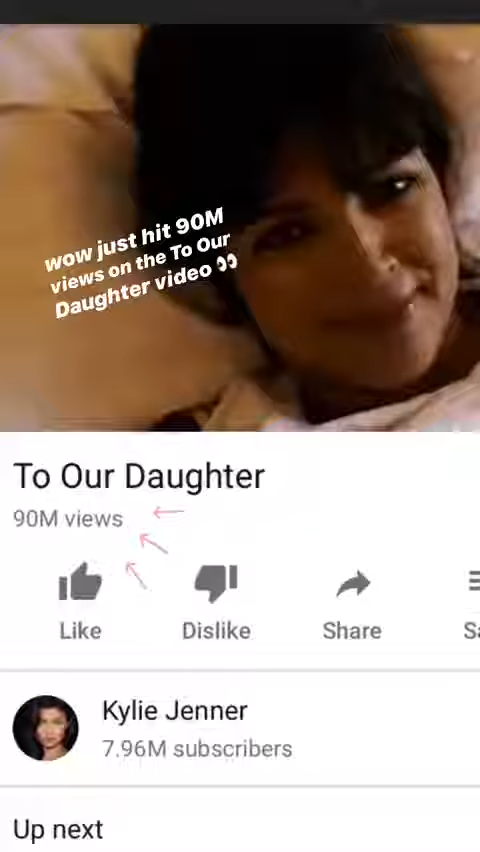 wow just hit 90M
views on the To Our
Daughter video 👀
To Our Daughter
90M views
Like
Dislike
Share
Kylie Jenner
7.96M subscribers
Up next